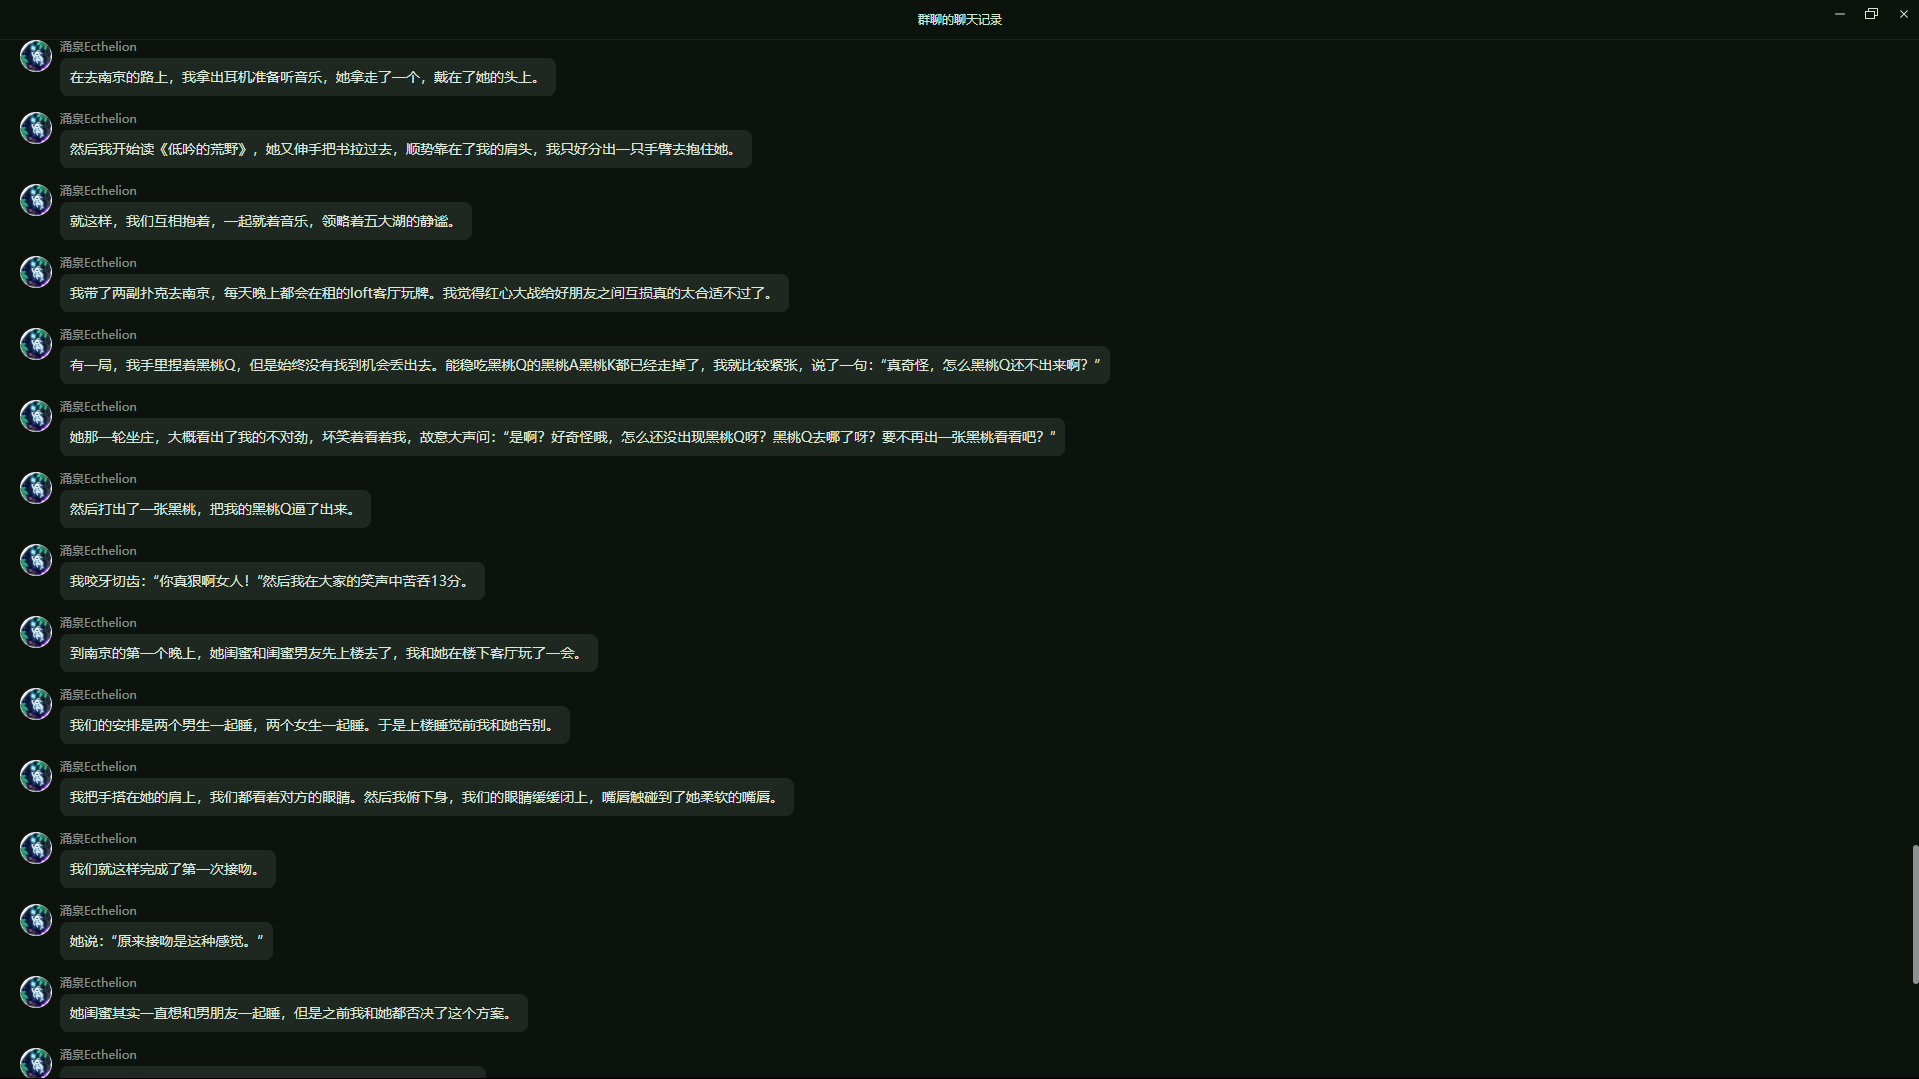 群聊的聊天记录
涌泉Ecthelion
在去南京的路上，我拿出耳机准备听音乐，她拿走了一个，戴在了她的头上。
涌泉Ecthelion
然后我开始读《低吟的荒野》，她又伸手把书拉过去，顺势靠在了我的肩头，我只好分出一只手臂去抱住她。
涌泉Ecthelion
就这样，我们互相抱着，一起就着音乐，领略着五大湖的静谧。
涌泉Ecthelion
我带了两副扑克去南京，每天晚上都会在租的loft客厅玩牌。我觉得红心大战给好朋友之间互损真的太合适不过了。
涌泉Ecthelion
有一局，我手里捏着黑桃Q，但是始终没有找到机会丢出去。能稳吃黑桃Q的黑桃A黑桃K都已经走掉了，我就比较紧张，说了一句：“真奇怪，怎么黑桃Q还不出来啊？”
涌泉Ecthelion
她那一轮坐庄，大概看出了我的不对劲，坏笑着看着我，故意大声问：“是啊？好奇怪哦，怎么还没出现黑桃Q呀？黑桃Q去哪了呀？要不再出一张黑桃看看吧？”
涌泉Ecthelion
然后打出了一张黑桃，把我的黑桃Q逼了出来。
涌泉Ecthelion
我咬牙切齿：“你真狠啊女人！”然后我在大家的笑声中苦吞13分。
涌泉Ecthelion
到南京的第一个晚上，她闺蜜和闺蜜男友先上楼去了，我和她在楼下客厅玩了一会。
涌泉Ecthelion
我们的安排是两个男生一起睡，两个女生一起睡。于是上楼睡觉前我和她告别。
涌泉Ecthelion
我把手搭在她的肩上，我们都看着对方的眼睛。然后我俯下身，我们的眼睛缓缓闭上，嘴唇触碰到了她柔软的嘴唇。
涌泉Ecthelion
我们就这样完成了第一次接吻。
涌泉Ecthelion
她说：“原来接吻是这种感觉。”
涌泉Ecthelion
她闺蜜其实一直想和男朋友一起睡，但是之前我和她都否决了这个方案。
涌泉Ecthelion